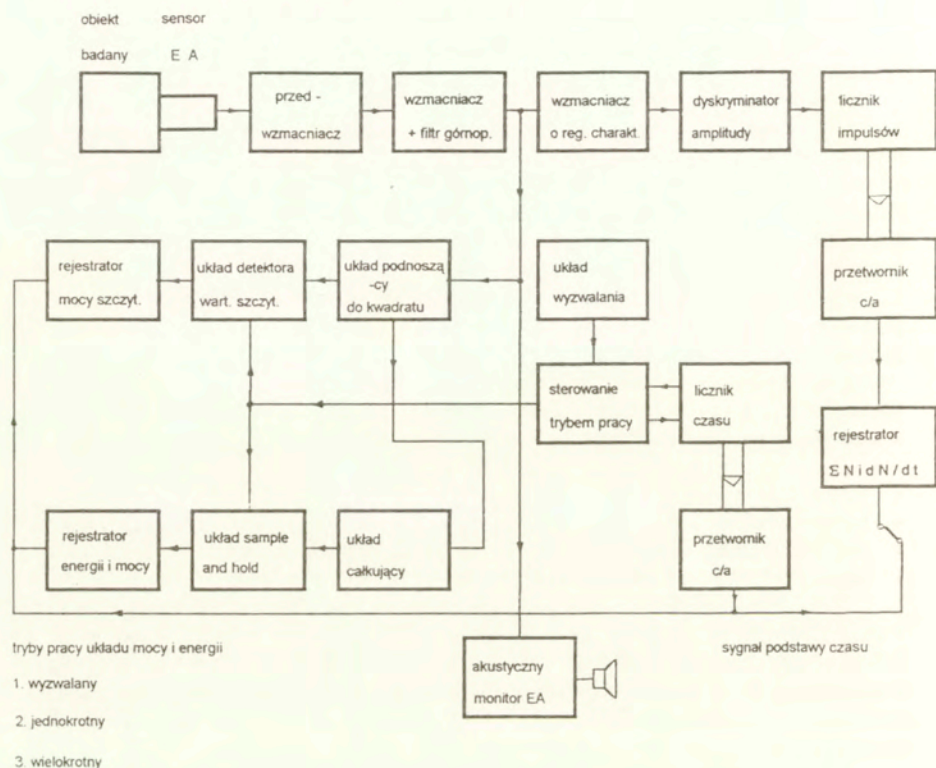 obiekt sensor
badany E A
przed -
wzmacniacz
wzmacniacz
+ filtr górnop.
wzmacniacz
o reg. charakt.
dyskryminator
amplitudy
licznik
impulsów
rejestrator
mocy szczyt.
układ detektora
wart. szczyt.
układ podnoszą
-cy
do kwadratu
układ
wyzwalania
przetwornik
c/a
sterowanie
trybem pracy
licznik
czasu
rejestrator
Σ N i d N / d t
rejestrator
energii i mocy
układ sample
and hold
układ
całkujący
przetwornik
c/a
tryby pracy układu mocy i energii
sygnał podstawy czasu
1. wyzwalany
2. jednokrotny
3. wielokrotny
akustyczny
monitor EA